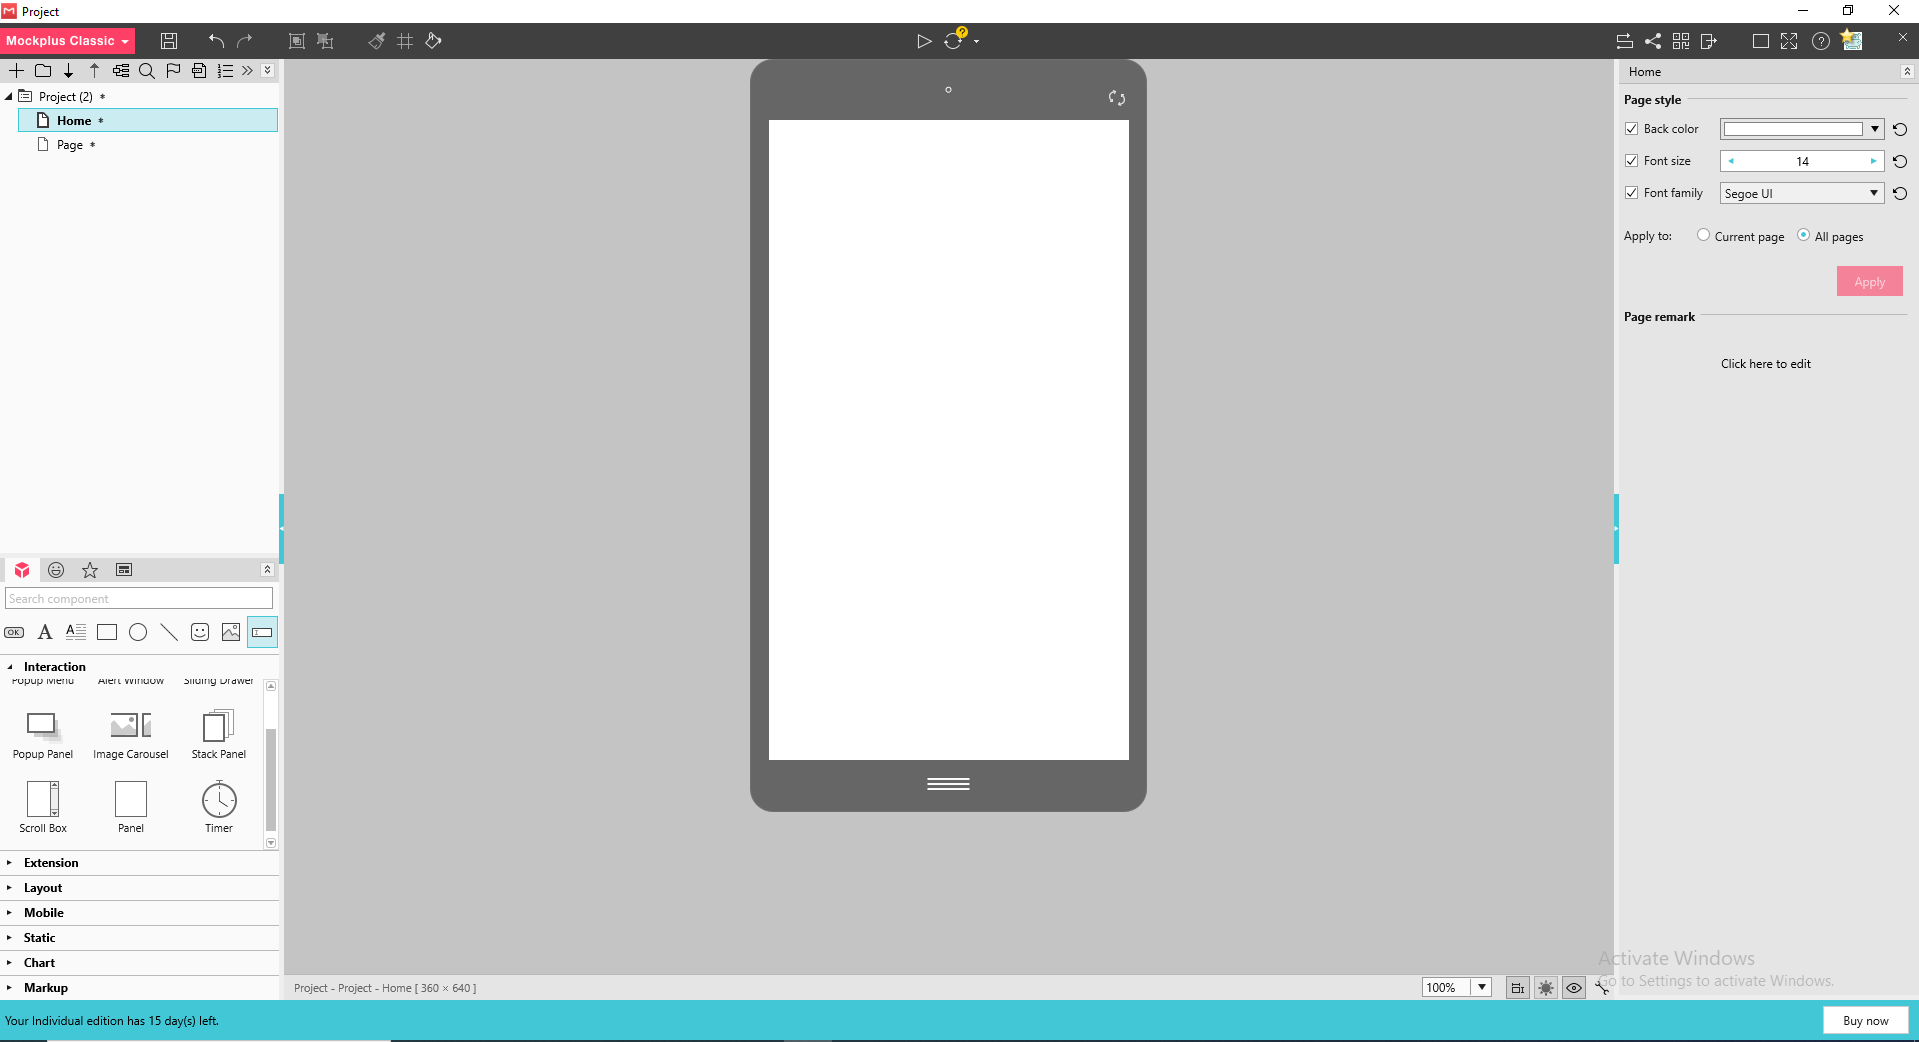 Project
Mockplus Classic
Project (2) *
Home *
Page *
Search component
OK
Interaction
Popup Menu Alert Window Sliding Drawer
Popup Panel Image Carousel Stack Panel
Scroll Box Panel Timer
Extension
Layout
Mobile
Static
Chart
Markup
Project - Project - Home [ 360 × 640 ]
100%
Home
Page style
Back color
Font size 14
Font family Segoe UI
Apply to: Current page All pages
Apply
Page remark
Click here to edit
Activate Windows
Go to Settings to activate Windows.
Your Individual edition has 15 day(s) left.
Buy now